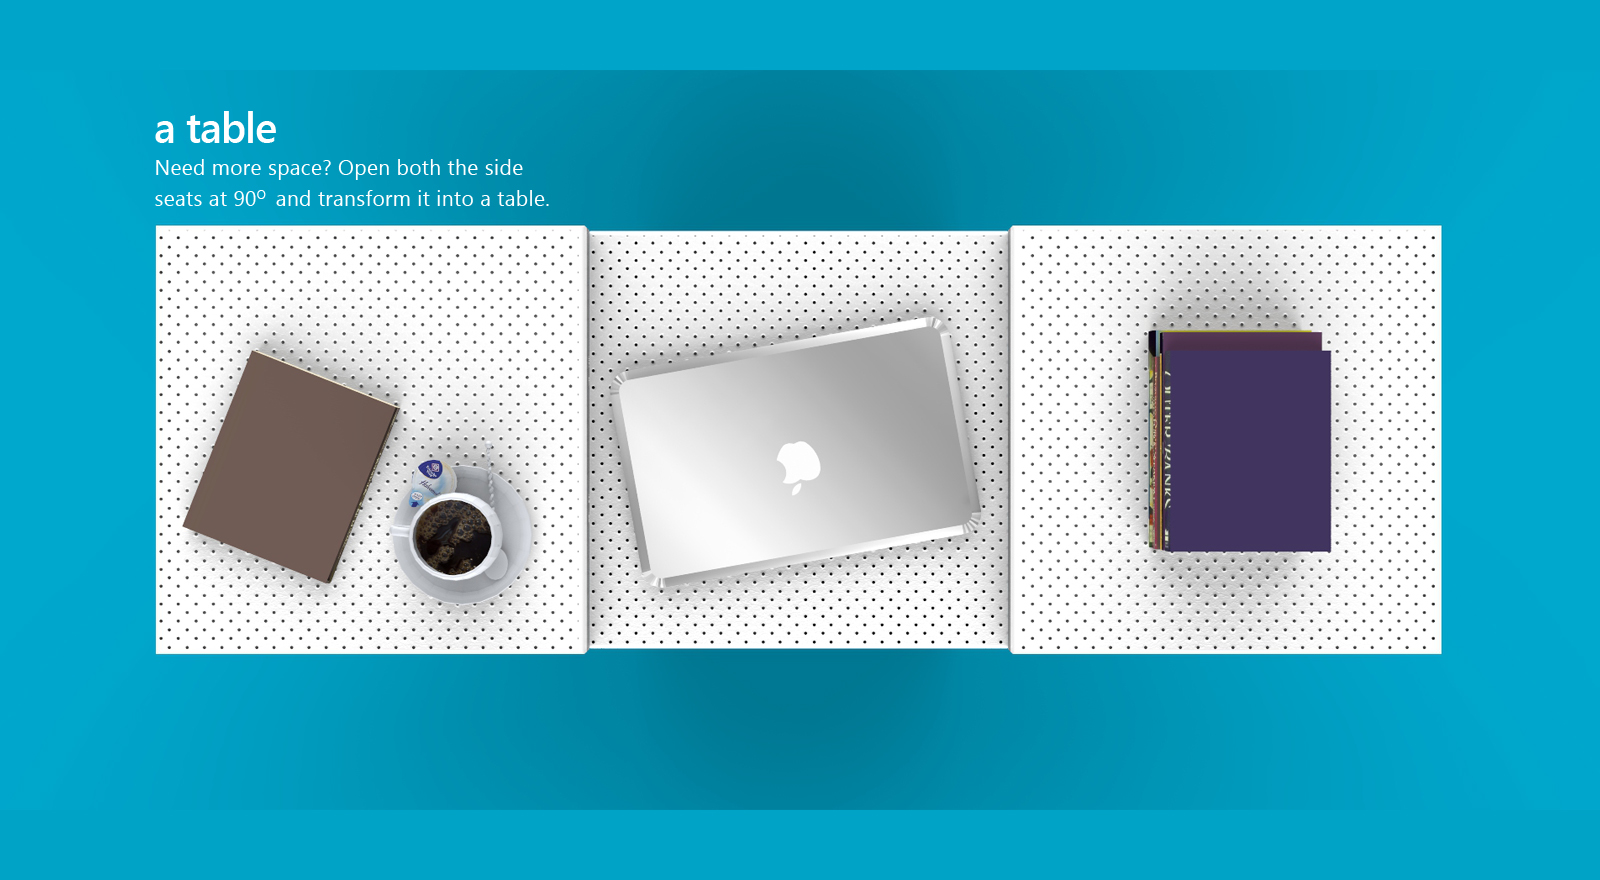 a table
Need more space? Open both the side
seats at 90º and transform it into a table.